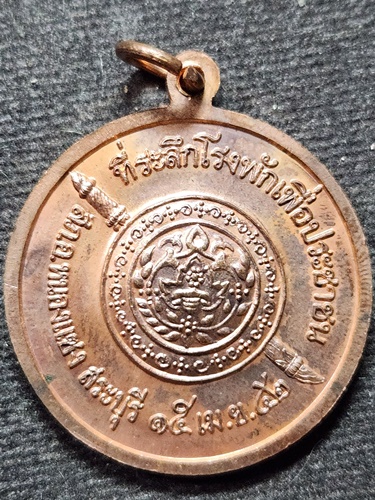 ที่ระลึกโรงพักเพื่อประชาชน
สภ.อ.หนองแซง สระบุรี ๑๕ เม.ย. ๔๒